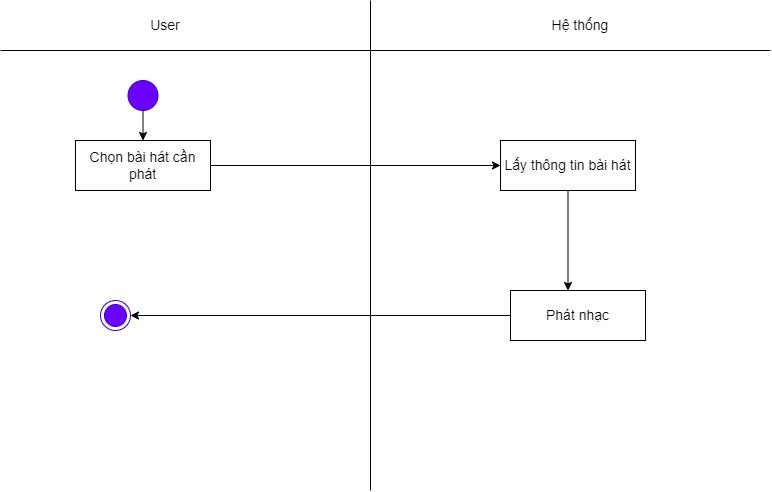 User
Hệ thống
Chọn bài hát cần
phát
Lấy thông tin bài hát
Phát nhạc